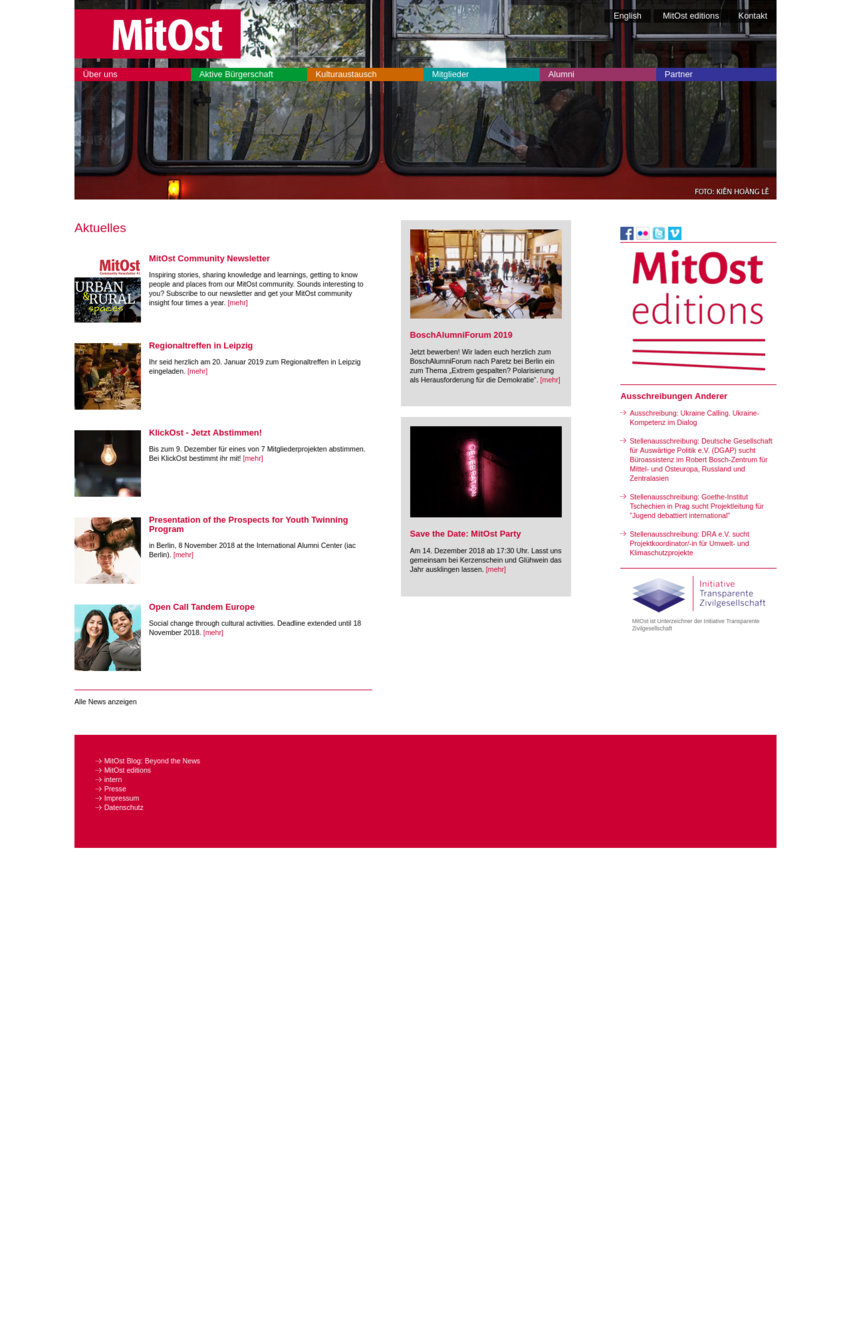 MitOst
English
MitOst editions
Kontakt
Über uns
Aktive Bürgerschaft
Kulturaustausch
Mitglieder
Alumni
Partner
FOTO: KIÊN HOÀNG LÊ
Aktuelles
MitOst
URBAN
&RURAL
spaces
MitOst Community Newsletter
Inspiring stories, sharing knowledge and learnings, getting to know
people and places from our MitOst community. Sounds interesting to
you? Subscribe to our newsletter and get your MitOst community
insight four times a year. [mehr]
Regionaltreffen in Leipzig
Ihr seid herzlich am 20. Januar 2019 zum Regionaltreffen in Leipzig
eingeladen. [mehr]
KlickOst - Jetzt Abstimmen!
Bis zum 9. Dezember für eines von 7 Mitgliederprojekten abstimmen.
Bei KlickOst bestimmt ihr mit! [mehr]
Presentation of the Prospects for Youth Twinning
Program
in Berlin, 8 November 2018 at the International Alumni Center (iac
Berlin). [mehr]
Open Call Tandem Europe
Social change through cultural activities. Deadline extended until 18
November 2018. [mehr]
Alle News anzeigen
BoschAlumniForum 2019
Jetzt bewerben! Wir laden euch herzlich zum
BoschAlumniForum nach Paretz bei Berlin ein
zum Thema „Extrem gespalten? Polarisierung
als Herausforderung für die Demokratie“. [mehr]
Save the Date: MitOst Party
Am 14. Dezember 2018 ab 17:30 Uhr. Lasst uns
gemeinsam bei Kerzenschein und Glühwein das
Jahr ausklingen lassen. [mehr]
MitOst
editions
Ausschreibungen Anderer
Ausschreibung: Ukraine Calling. Ukraine-
Kompetenz im Dialog
Stellenausschreibung: Deutsche Gesellschaft
für Auswärtige Politik e.V. (DGAP) sucht
Büroassistenz im Robert Bosch-Zentrum für
Mittel- und Osteuropa, Russland und
Zentralasien
Stellenausschreibung: Goethe-Institut
Tschechien in Prag sucht Projektleitung für
"Jugend debattiert international"
Stellenausschreibung: DRA e.V. sucht
Projektkoordinator/-in für Umwelt- und
Klimaschutzprojekte
Initiative
Transparente
Zivilgesellschaft
MitOst ist Unterzeichner der Initiative Transparente
Zivilgesellschaft
MitOst Blog: Beyond the News
MitOst editions
intern
Presse
Impressum
Datenschutz